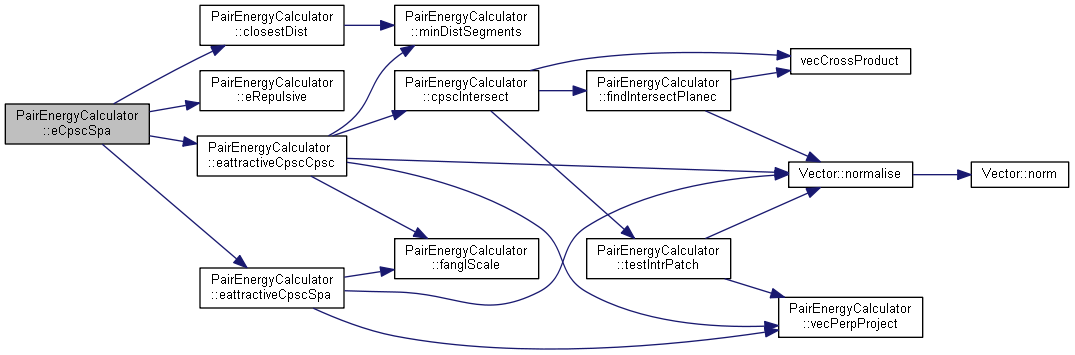 PairEnergyCalculator
::eCpscSpa
PairEnergyCalculator
::closestDist
PairEnergyCalculator
::eRepulsive
PairEnergyCalculator
::eattractiveCpscCpsc
PairEnergyCalculator
::eattractiveCpscSpa
PairEnergyCalculator
::minDistSegments
PairEnergyCalculator
::cpscIntersect
PairEnergyCalculator
::fanglScale
PairEnergyCalculator
::findIntersectPlanec
PairEnergyCalculator
::testIntrPatch
vecCrossProduct
Vector::normalise
PairEnergyCalculator
::vecPerpProject
Vector::norm